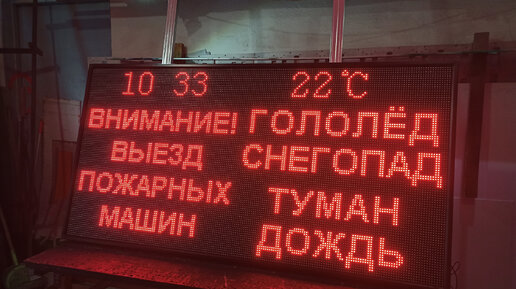 10 33 22°C
ВНИМАНИЕ!
ВЫЕЗД
ПОЖАРНЫХ
МАШИН
ГОЛОЛЁД
СНЕГОПАД
ТУМАН
ДОЖДЬ